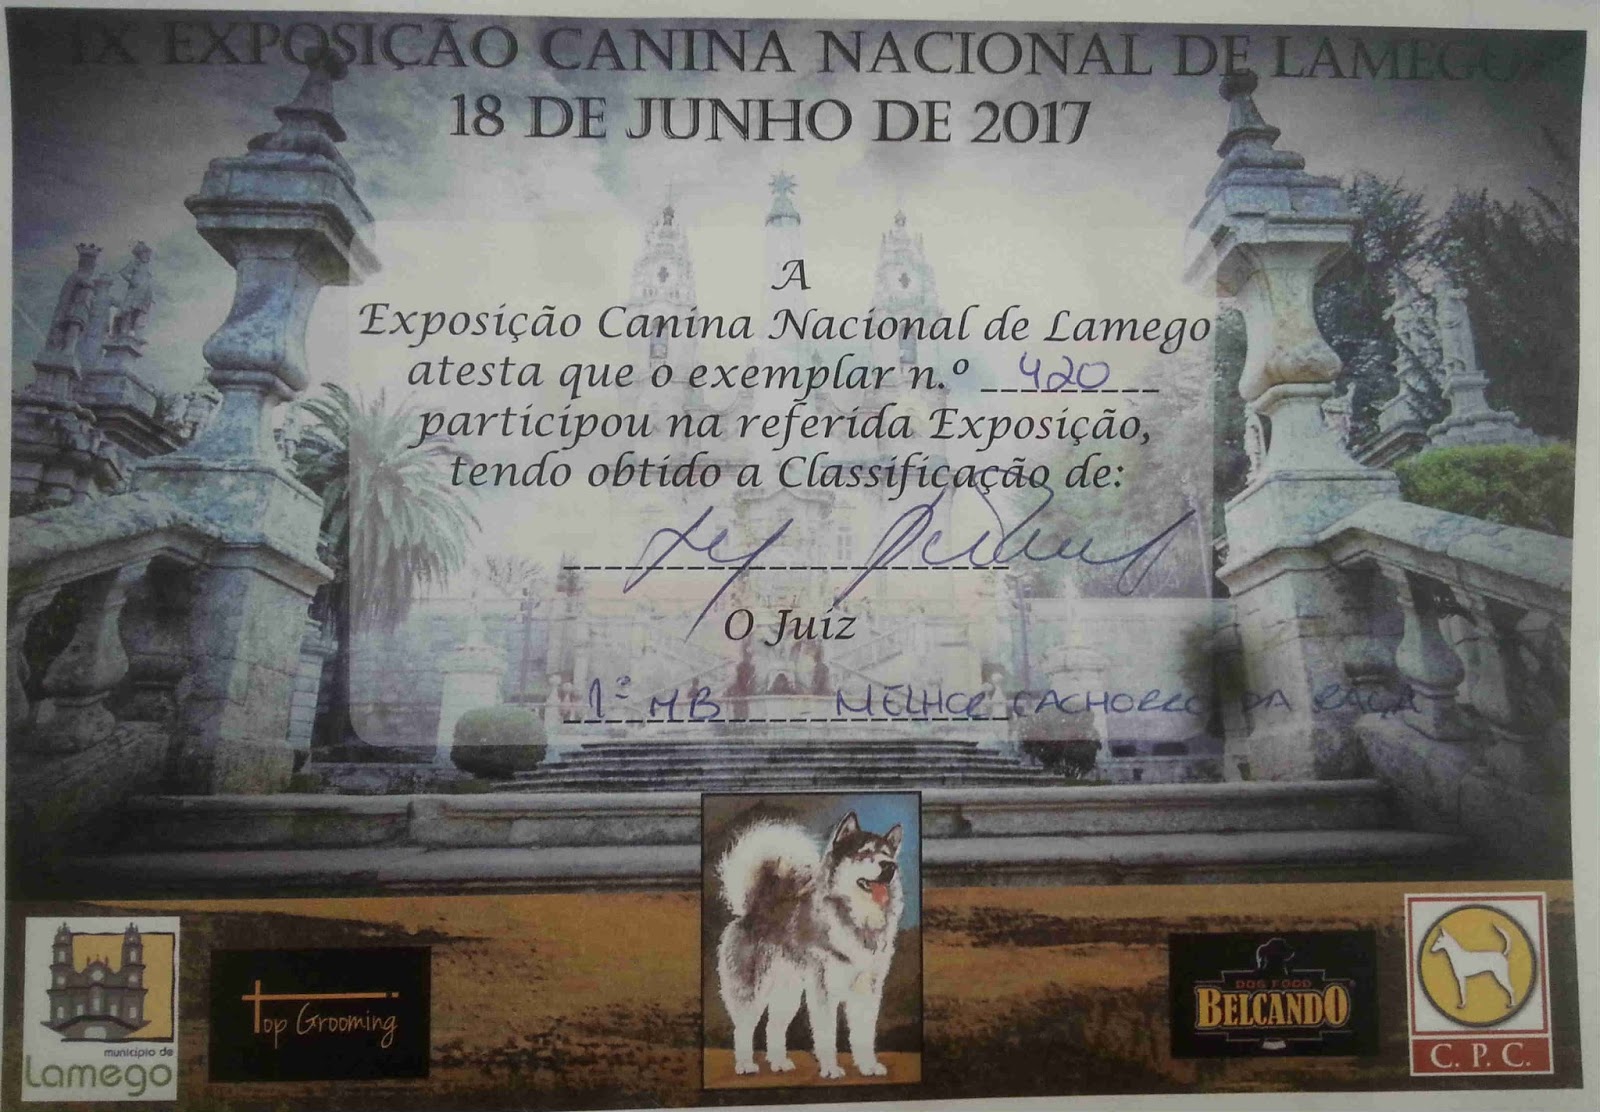 IX EXPOSIÇÃO CANINA NACIONAL DE LAMEGO
18 DE JUNHO DE 2017
A
Exposição Canina Nacional de Lamego
atesta que o exemplar n.º 420
participou na referida Exposição,
tendo obtido a Classificação de:
O Juiz
1º MB MELHOR CACHORRO DA RAÇA
município de
Lamego
Top Grooming
DOG FOOD
BELCANDO
C. P. C.